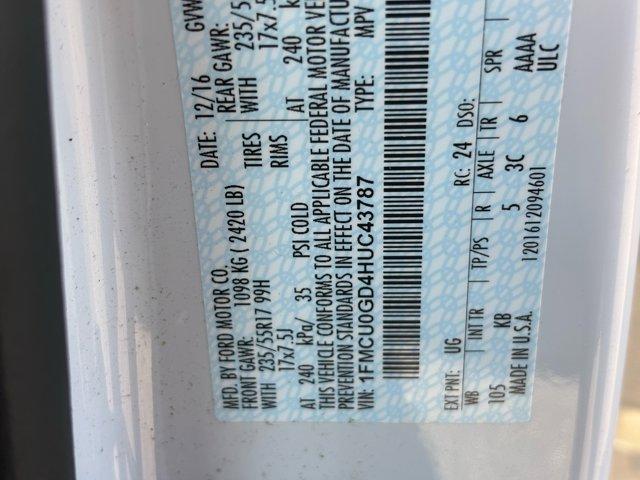 MFD. BY FORD MOTOR CO.
DATE: 12/16 GVW
FRONT GAWR: 1098 KG ( 2420 LB) REAR GAWR:
WITH 235/55R17 99H TIRES WITH 235/5
17x7.5J RIMS 17x7.5
AT 240 kPa/ 35 PSI COLD AT 240 k
THIS VEHICLE CONFORMS TO ALL APPLICABLE FEDERAL MOTOR VEH
PREVENTION STANDARDS IN EFFECT ON THE DATE OF MANUFACTU
VIN: 1FMCU0GD4HUC43787 TYPE: MPV
EXT PNT: UG RC: 24 DSO:
WB INT TR TP/PS R AXLE TR SPR
105 KB 5 3C 6 AAAA
MADE IN U.S.A. 1201612094601 ULC